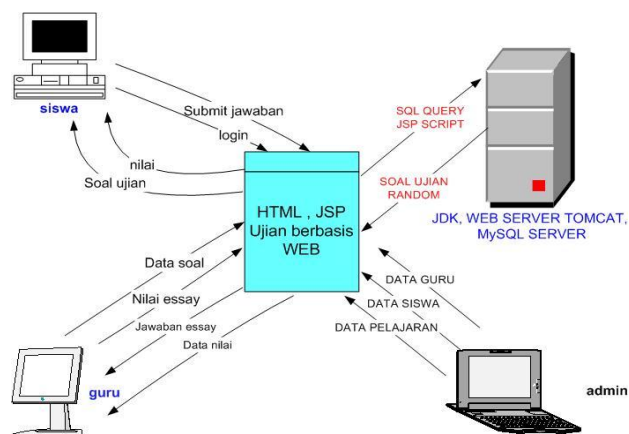 siswa
Submit jawaban
login
nilai
Soal ujian
SQL QUERY
JSP SCRIPT
SOAL UJIAN
RANDOM
JDK, WEB SERVER TOMCAT,
MySQL SERVER
HTML , JSP
Ujian berbasis
WEB
Data soal
Nilai essay
Jawaban essay
Data nilai
guru
DATA GURU
DATA SISWA
DATA PELAJARAN
admin